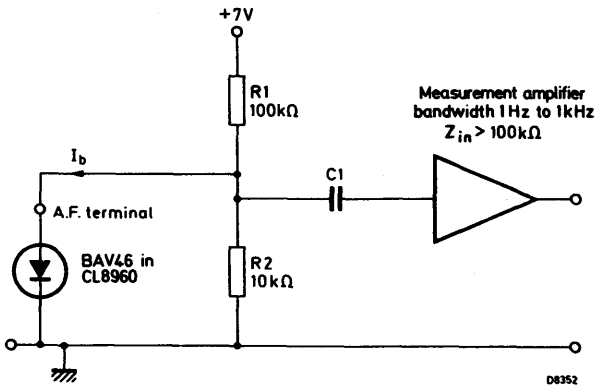 +7V
R1
100kΩ
Measurement amplifier
bandwidth 1Hz to 1kHz
Zin > 100kΩ
Ib
C1
A.F. terminal
BAV46 in
CL8960
R2
10kΩ
D8352